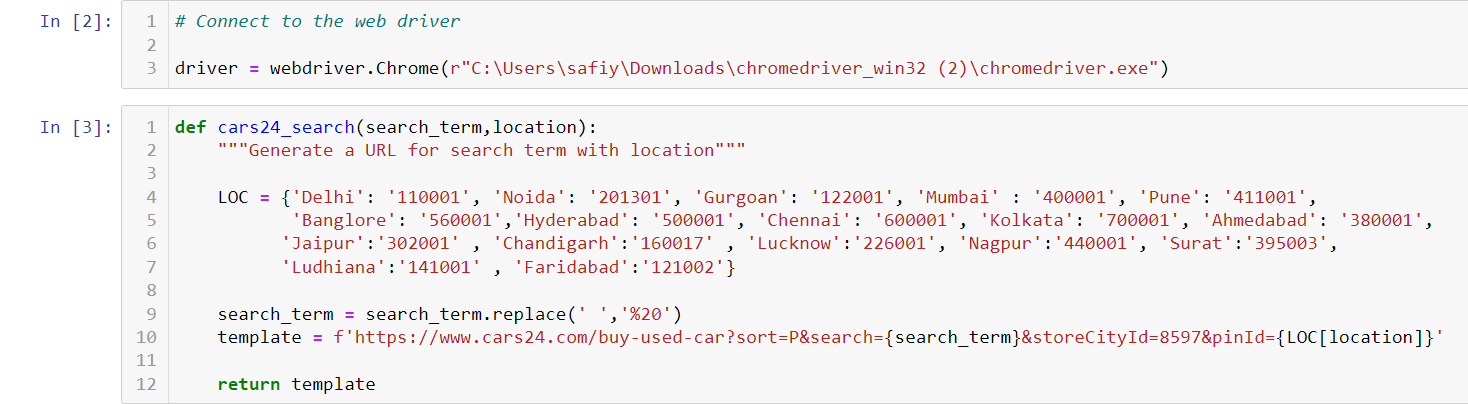 In [2]:
1 # Connect to the web driver
2
3 driver = webdriver.Chrome(r"C:\Users\safiy\Downloads\chromedriver_win32 (2)\chromedriver.exe")
In [3]:
1 def cars24_search(search_term,location):
2     """Generate a URL for search term with location"""
3
4     LOC = {'Delhi': '110001', 'Noida': '201301', 'Gurgoan': '122001', 'Mumbai' : '400001', 'Pune': '411001',
5            'Banglore': '560001','Hyderabad': '500001', 'Chennai': '600001', 'Kolkata': '700001', 'Ahmedabad': '380001',
6           'Jaipur':'302001' , 'Chandigarh':'160017' , 'Lucknow':'226001', 'Nagpur':'440001', 'Surat':'395003',
7           'Ludhiana':'141001' , 'Faridabad':'121002'}
8
9     search_term = search_term.replace(' ','%20')
10     template = f'https://www.cars24.com/buy-used-car?sort=P&search={search_term}&storeCityId=8597&pinId={LOC[location]}'
11
12     return template